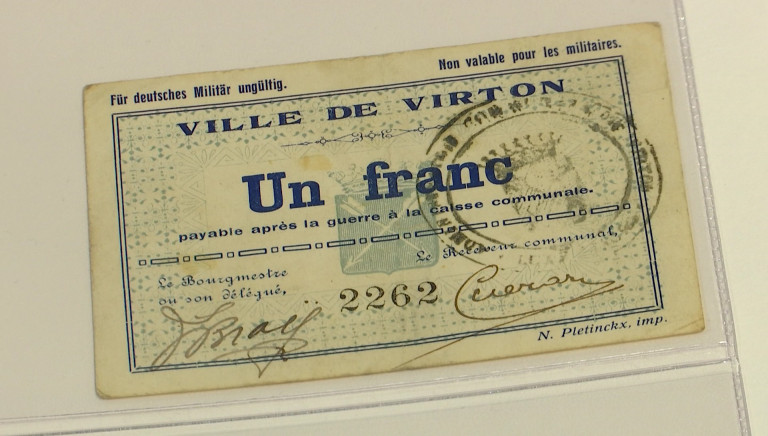 Für deutsches Militär ungültig.
Non valable pour les militaires.
VILLE DE VIRTON
Un franc
payable après la guerre à la caisse communale.
Le Bourgmestre
ou son délégué,
Le Receveur communal,
2262
N. Pletinckx, imp.